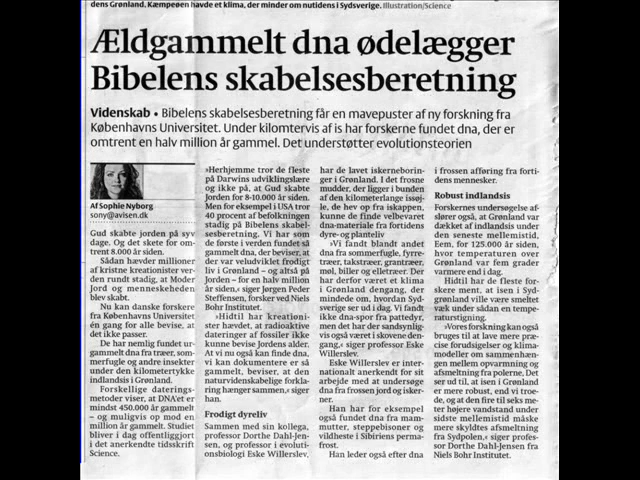 dens Grønland. Kæmpeøen havde et klima, der minder om nutidens i Sydsverige. Illustration/Science
Ældgammelt dna ødelægger
Bibelens skabelsesberetning
Videnskab • Bibelens skabelsesberetning får en mavepuster af ny forskning fra
Københavns Universitet. Under kilomtervis af is har forskerne fundet dna, der er
omtrent en halv million år gammel. Det understøtter evolutionsteorien
Af Sophie Nyborg
sony@avisen.dk
Gud skabte jorden på syv
dage. Og det skete for om-
trent 8.000 år siden.
Sådan hævder millioner
af kristne kreationister ver-
den rundt stadig, at Moder
Jord og menneskeheden
blev skabt.
Nu kan danske forskere
fra Københavns Universitet
én gang for alle bevise, at
det ikke passer.
De har nemlig fundet ur-
gammelt dna fra træer, som-
merfugle og andre insekter
under den kilometertykke
indlandsis i Grønland.
Forskellige daterings-
metoder viser, at DNA'et er
mindst 450.000 år gammelt
– og muligvis op mod en
million år gammelt. Studiet
bliver i dag offentliggjort
i det anerkendte tidsskrift
Science.
»Herhjemme tror de fleste
på Darwins udviklingslære
og ikke på, at Gud skabte
Jorden for 8-10.000 år siden.
Men for eksempel i USA tror
40 procent af befolkningen
stadig på Bibelens skabel-
sesberetning. Vi har som
de første i verden fundet så
gammelt dna, der beviser, at
der var veludviklet frodigt
liv i Grønland – og altså på
Jorden – for en halv million
år siden,« siger Jørgen Peder
Steffensen, forsker ved Niels
Bohr Institutet.
»Hidtil har kreationi-
ster hævdet, at radioaktive
dateringer af fossiler ikke
kunne bevise Jordens alder.
At vi nu også kan finde dna,
vi kan dokumentere er så
gammelt, beviser, at den
naturvidenskabelige forkla-
ring hænger sammen,« siger
han.
Frodigt dyreliv
Sammen med sin kollega,
professor Dorthe Dahl-Jen-
sen, og professor i evolutions-
biologi Eske Willerslev,
har de lavet iskerneborin-
ger i Grønland. I det frosne
mudder, der ligger i bunden
af den kilometerlange issøj-
le, de hev op fra iskappen,
kunne de finde velbevaret
dna-materiale fra fortidens
dyre- og planteliv
»Vi fandt blandt andet
dna fra sommerfugle, fyrre-
træer, takstræer, grantræer,
møl, biller og elletræer. Der
har derfor været et klima
i Grønland dengang, der
mindede om, hvordan Syd-
sverige ser ud i dag. Vi fandt
ikke dna-spor fra pattedyr,
men det har der sandsynlig-
vis også været i skovene den-
gang,« siger professor Eske
Willerslev.
Eske Willerslev er inter-
nationalt anerkendt for sit
arbejde med at undersøge
dna fra frossen jord og isker-
ner.
Han har for eksempel
også fundet dna fra mam-
mutter, steppebisoner og
vildheste i Sibiriens perma-
frost.
Han leder også efter dna
i frossen afføring fra forti-
dens mennesker.
Robust indlandsis
Forskernes undersøgelse af-
slører også, at Grønland var
dækket af indlandsis under
den seneste mellemistid,
Eem, for 125.000 år siden,
hvor temperaturen over
Grønland var fem grader
varmere end i dag.
Hidtil har de fleste for-
skere ment, at isen i Syd-
grønland ville være smeltet
væk under sådan en tempe-
raturstigning.
»Vores forskning kan også
bruges til at lave mere præ-
cise forudsigelser og klima-
modeller om sammenhæn-
gen mellem opvarmning og
afsmeltning fra polerne. Det
ser ud til, at isen i Grønland
er mere robust, end vi troe-
de, og at den fire til seks me-
ter højere vandstand under
sidste mellemistid måske
mere skyldtes afsmeltning
fra Sydpolen,« siger profes-
sor Dorthe Dahl-Jensen fra
Niels Bohr Institutet.